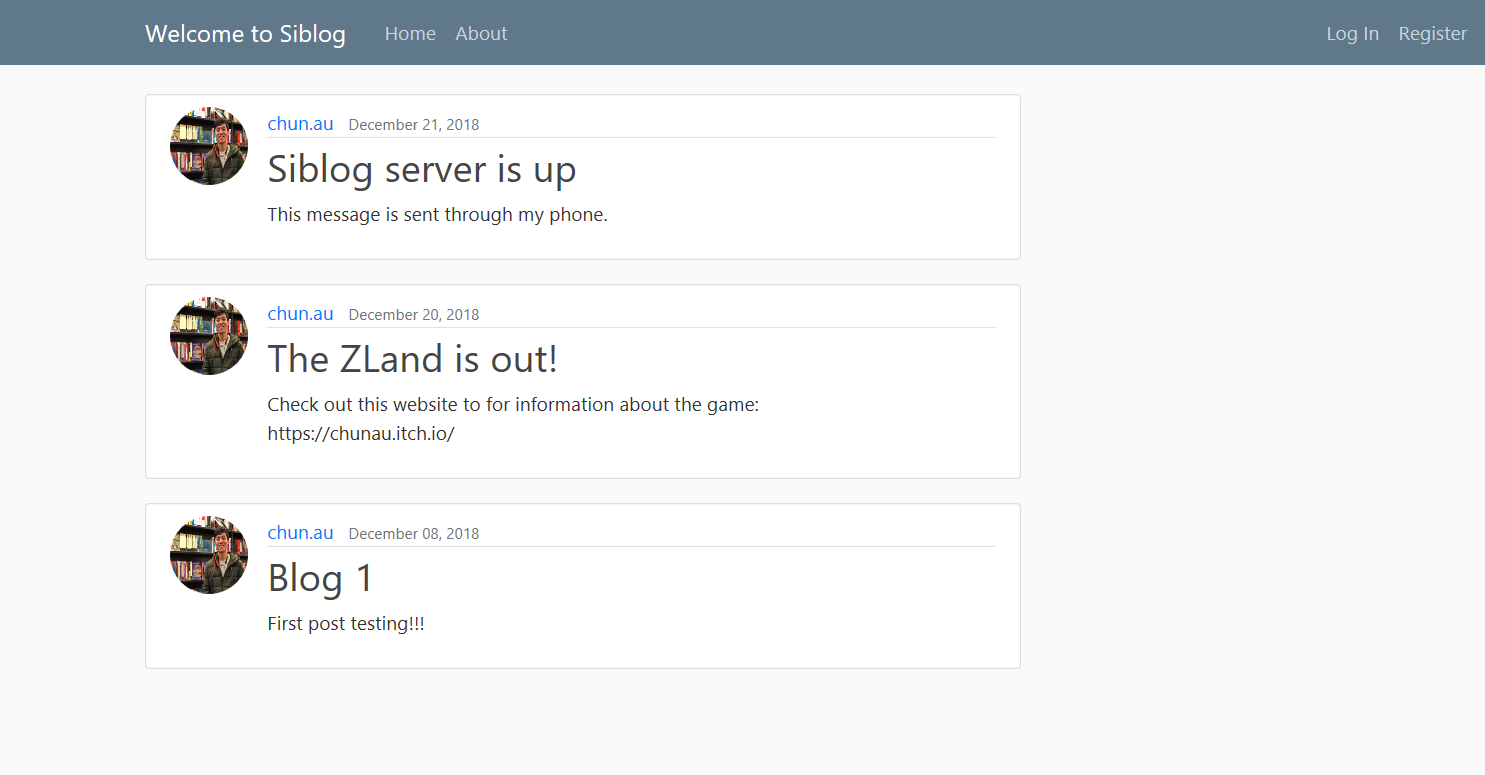 Welcome to Siblog Home About Log In Register
chun.au December 21, 2018
Siblog server is up
This message is sent through my phone.
chun.au December 20, 2018
The ZLand is out!
Check out this website to for information about the game:
https://chunau.itch.io/
chun.au December 08, 2018
Blog 1
First post testing!!!